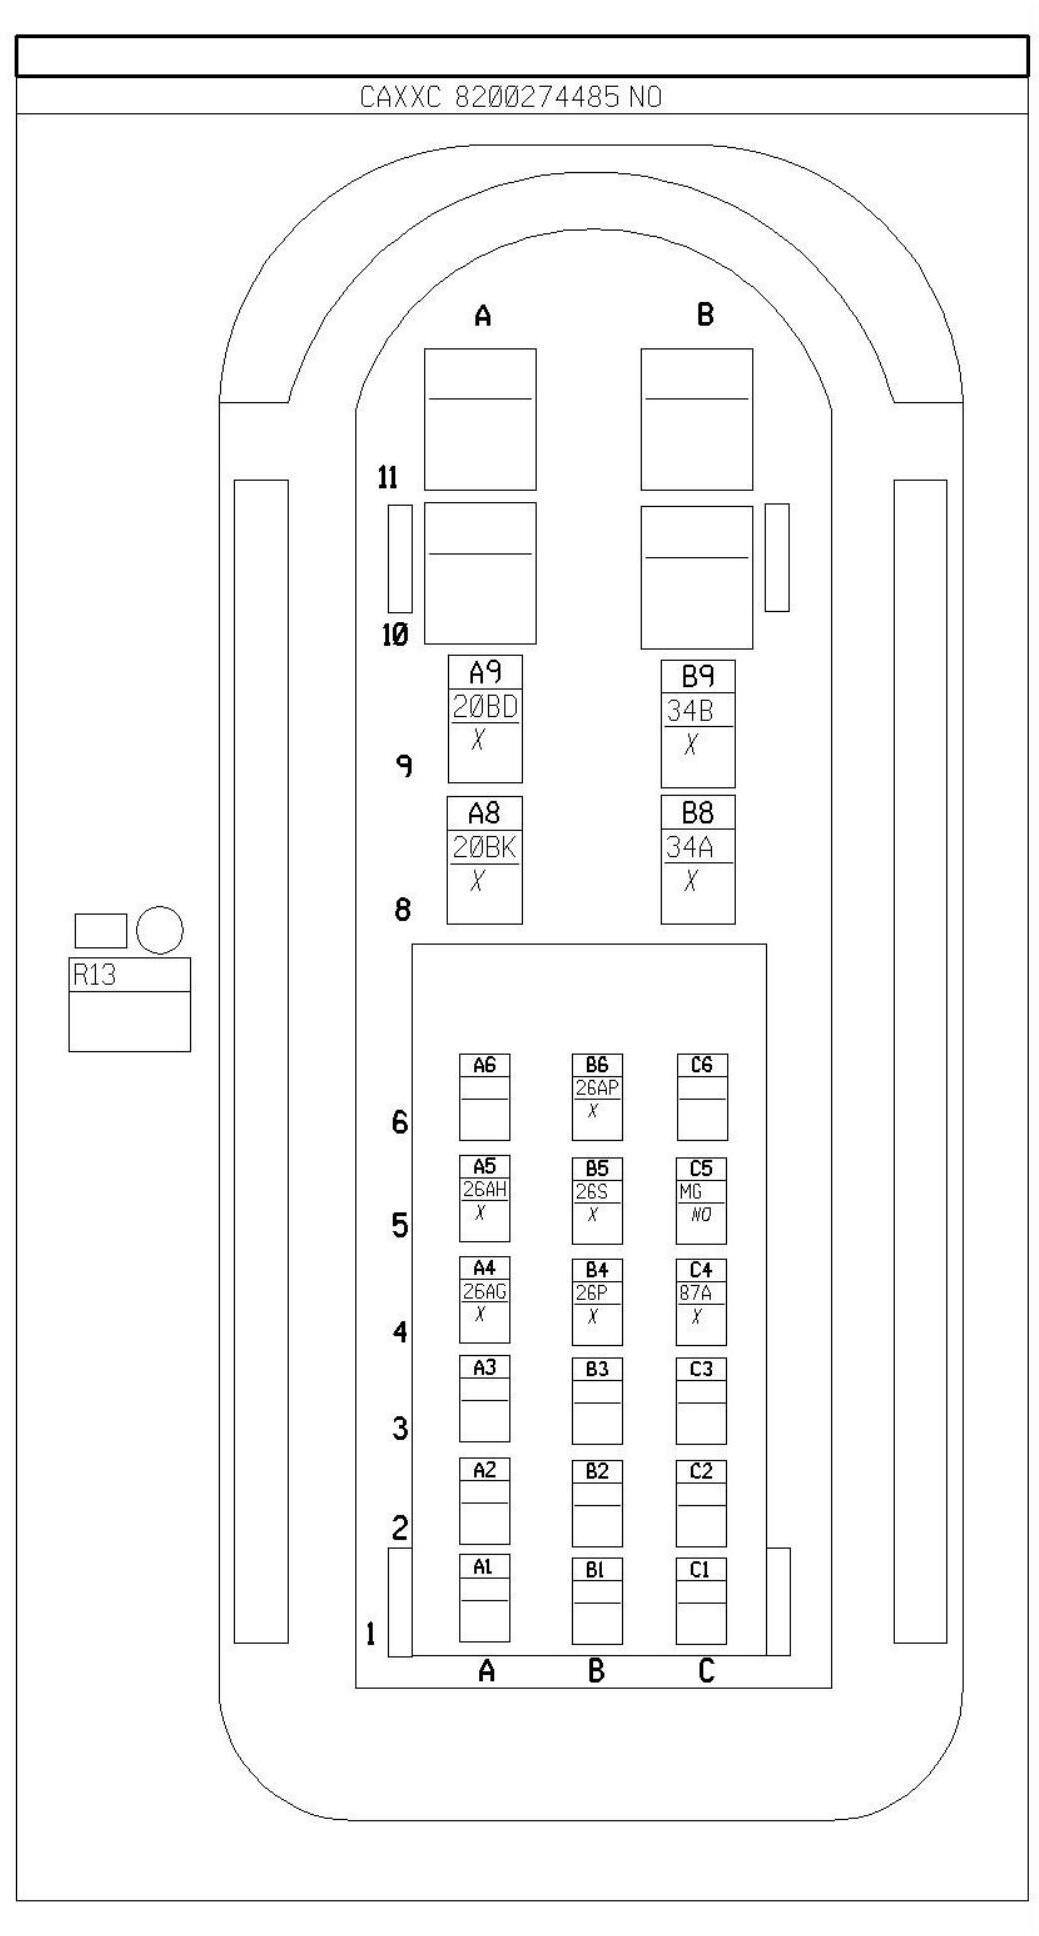 CAXXC 8200274485 NO
A B
11
10
A9 B9
20BD 34B
X X
9
A8 B8
20BK 34A
X X
8
R13
A6 B6 C6
26AP
X
6
A5 B5 C5
26AH 26S MG
X X NO
5
A4 B4 C4
26AG 26P 87A
X X X
4
A3 B3 C3
3
A2 B2 C2
2
A1 B1 C1
1
A B C